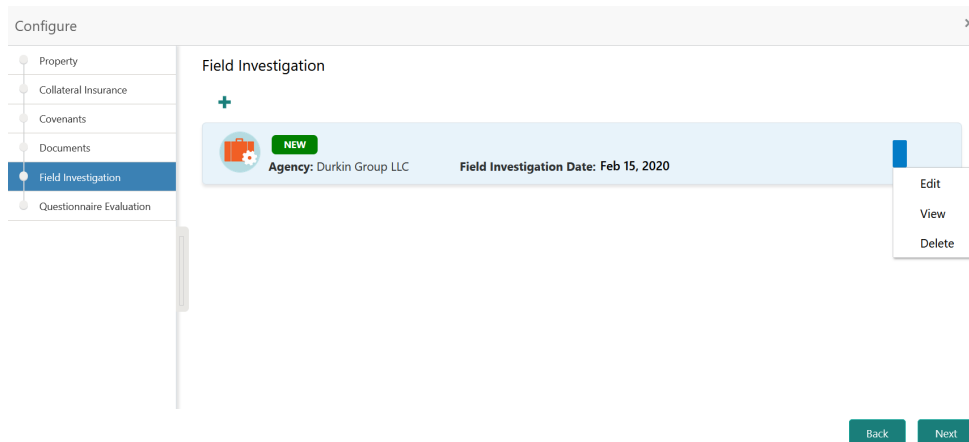 Configure
Property
Collateral Insurance
Covenants
Documents
Field Investigation
Questionnaire Evaluation
Field Investigation
NEW
Agency: Durkin Group LLC Field Investigation Date: Feb 15, 2020
Edit
View
Delete
Back Next